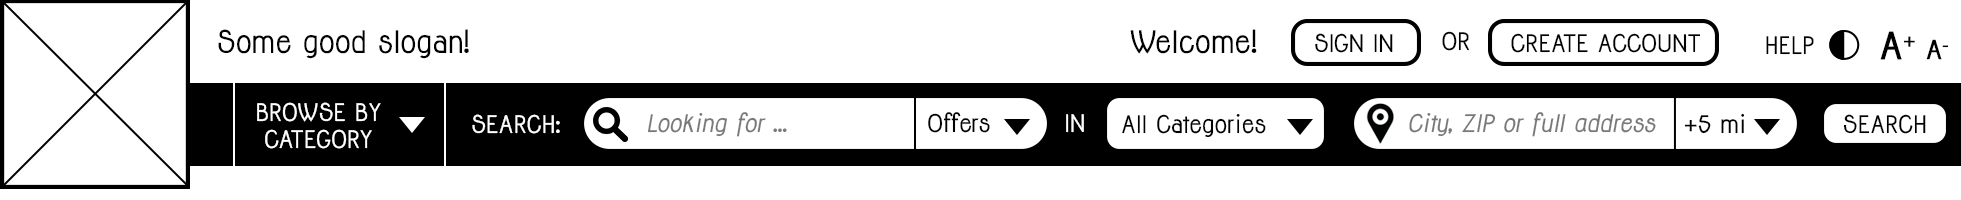 Some good slogan!
Welcome! SIGN IN OR CREATE ACCOUNT HELP A+ A-
BROWSE BY
CATEGORY
SEARCH: Looking for ... Offers IN All Categories City, ZIP or full address +5 mi SEARCH